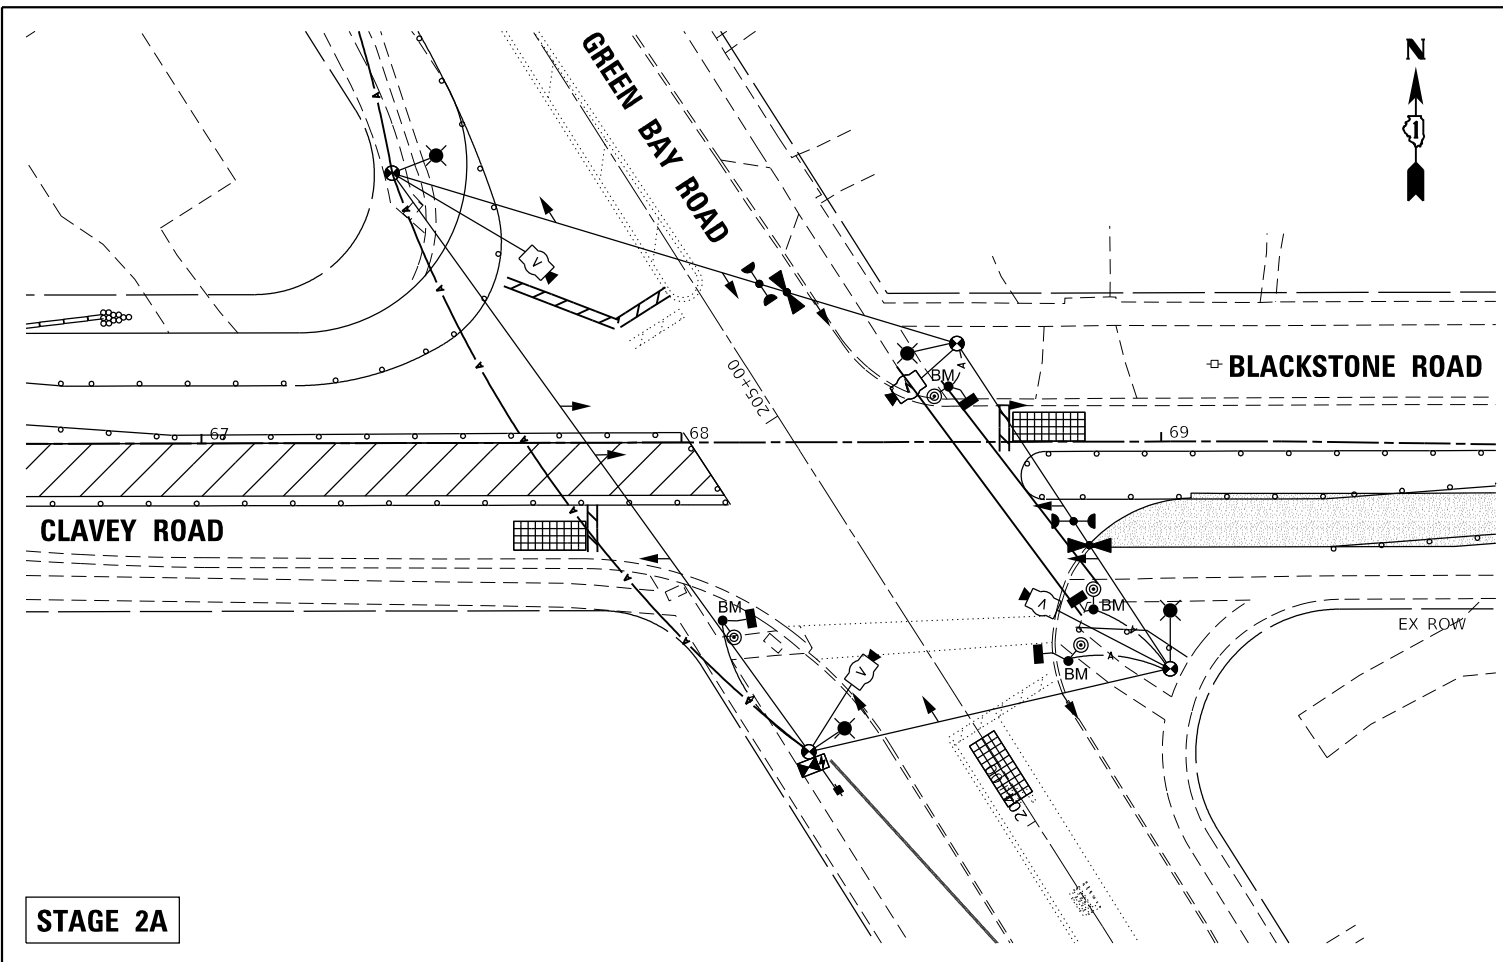 N
1
GREEN BAY ROAD
V
A
205+00
V
BM
BLACKSTONE ROAD
67
68
69
CLAVEY ROAD
V
BM
BM
BM
EX ROW
V
STAGE 2A